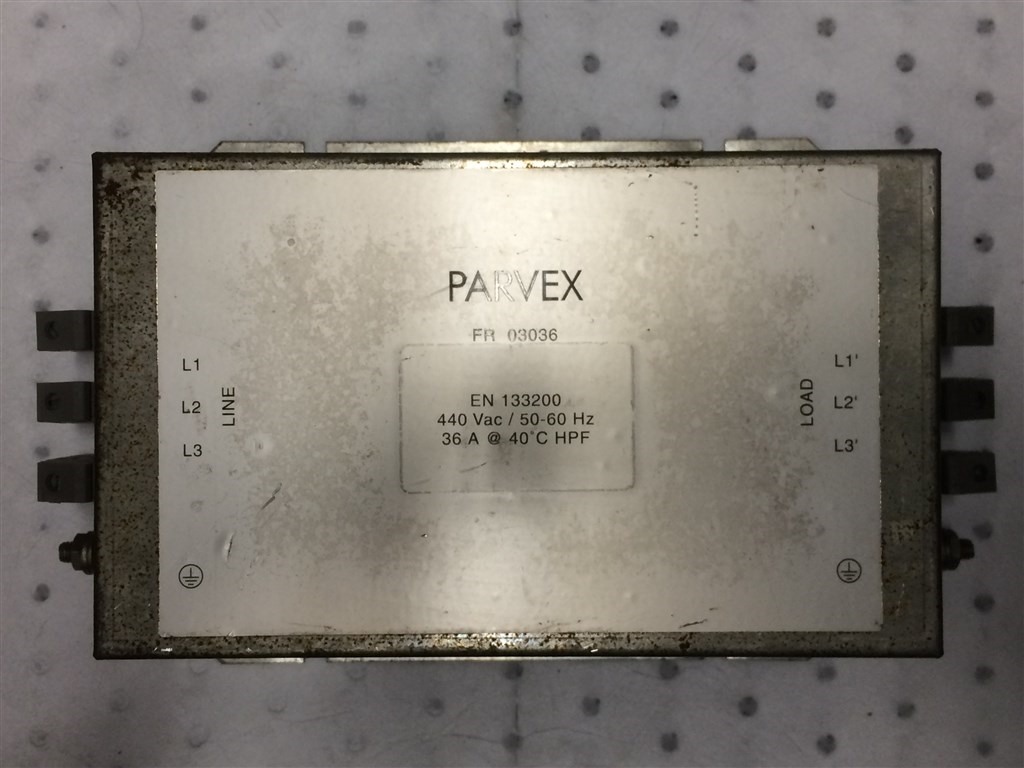 PARVEX
FR 03036
L1
L2
L3
LINE
EN 133200
440 Vac / 50-60 Hz
36 A @ 40°C HPF
LOAD
L1'
L2'
L3'